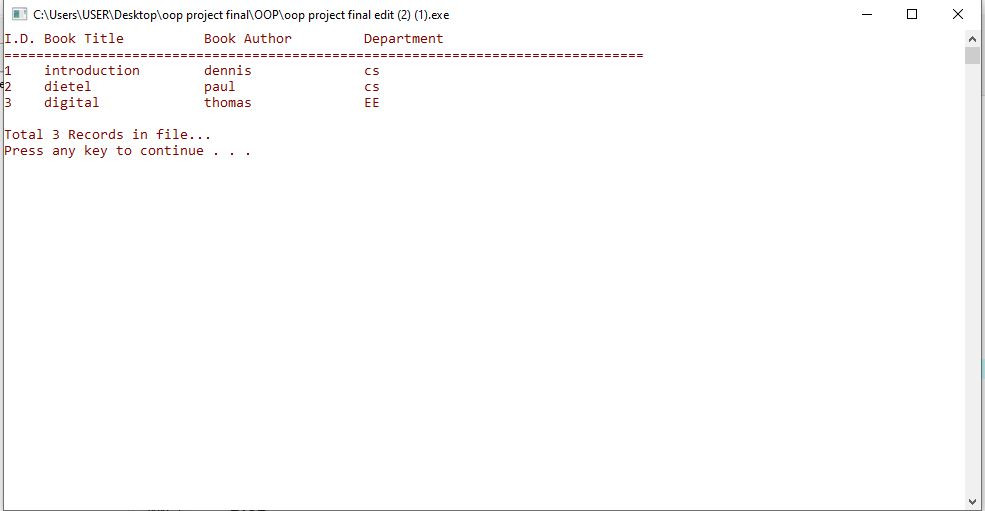 C:\Users\USER\Desktop\oop project final\OOP\oop project final edit (2) (1).exe
I.D. Book Title          Book Author         Department
================================================================================
1    introduction        dennis              cs
2    dietel              paul                cs
3    digital             thomas              EE
Total 3 Records in file...
Press any key to continue . . .